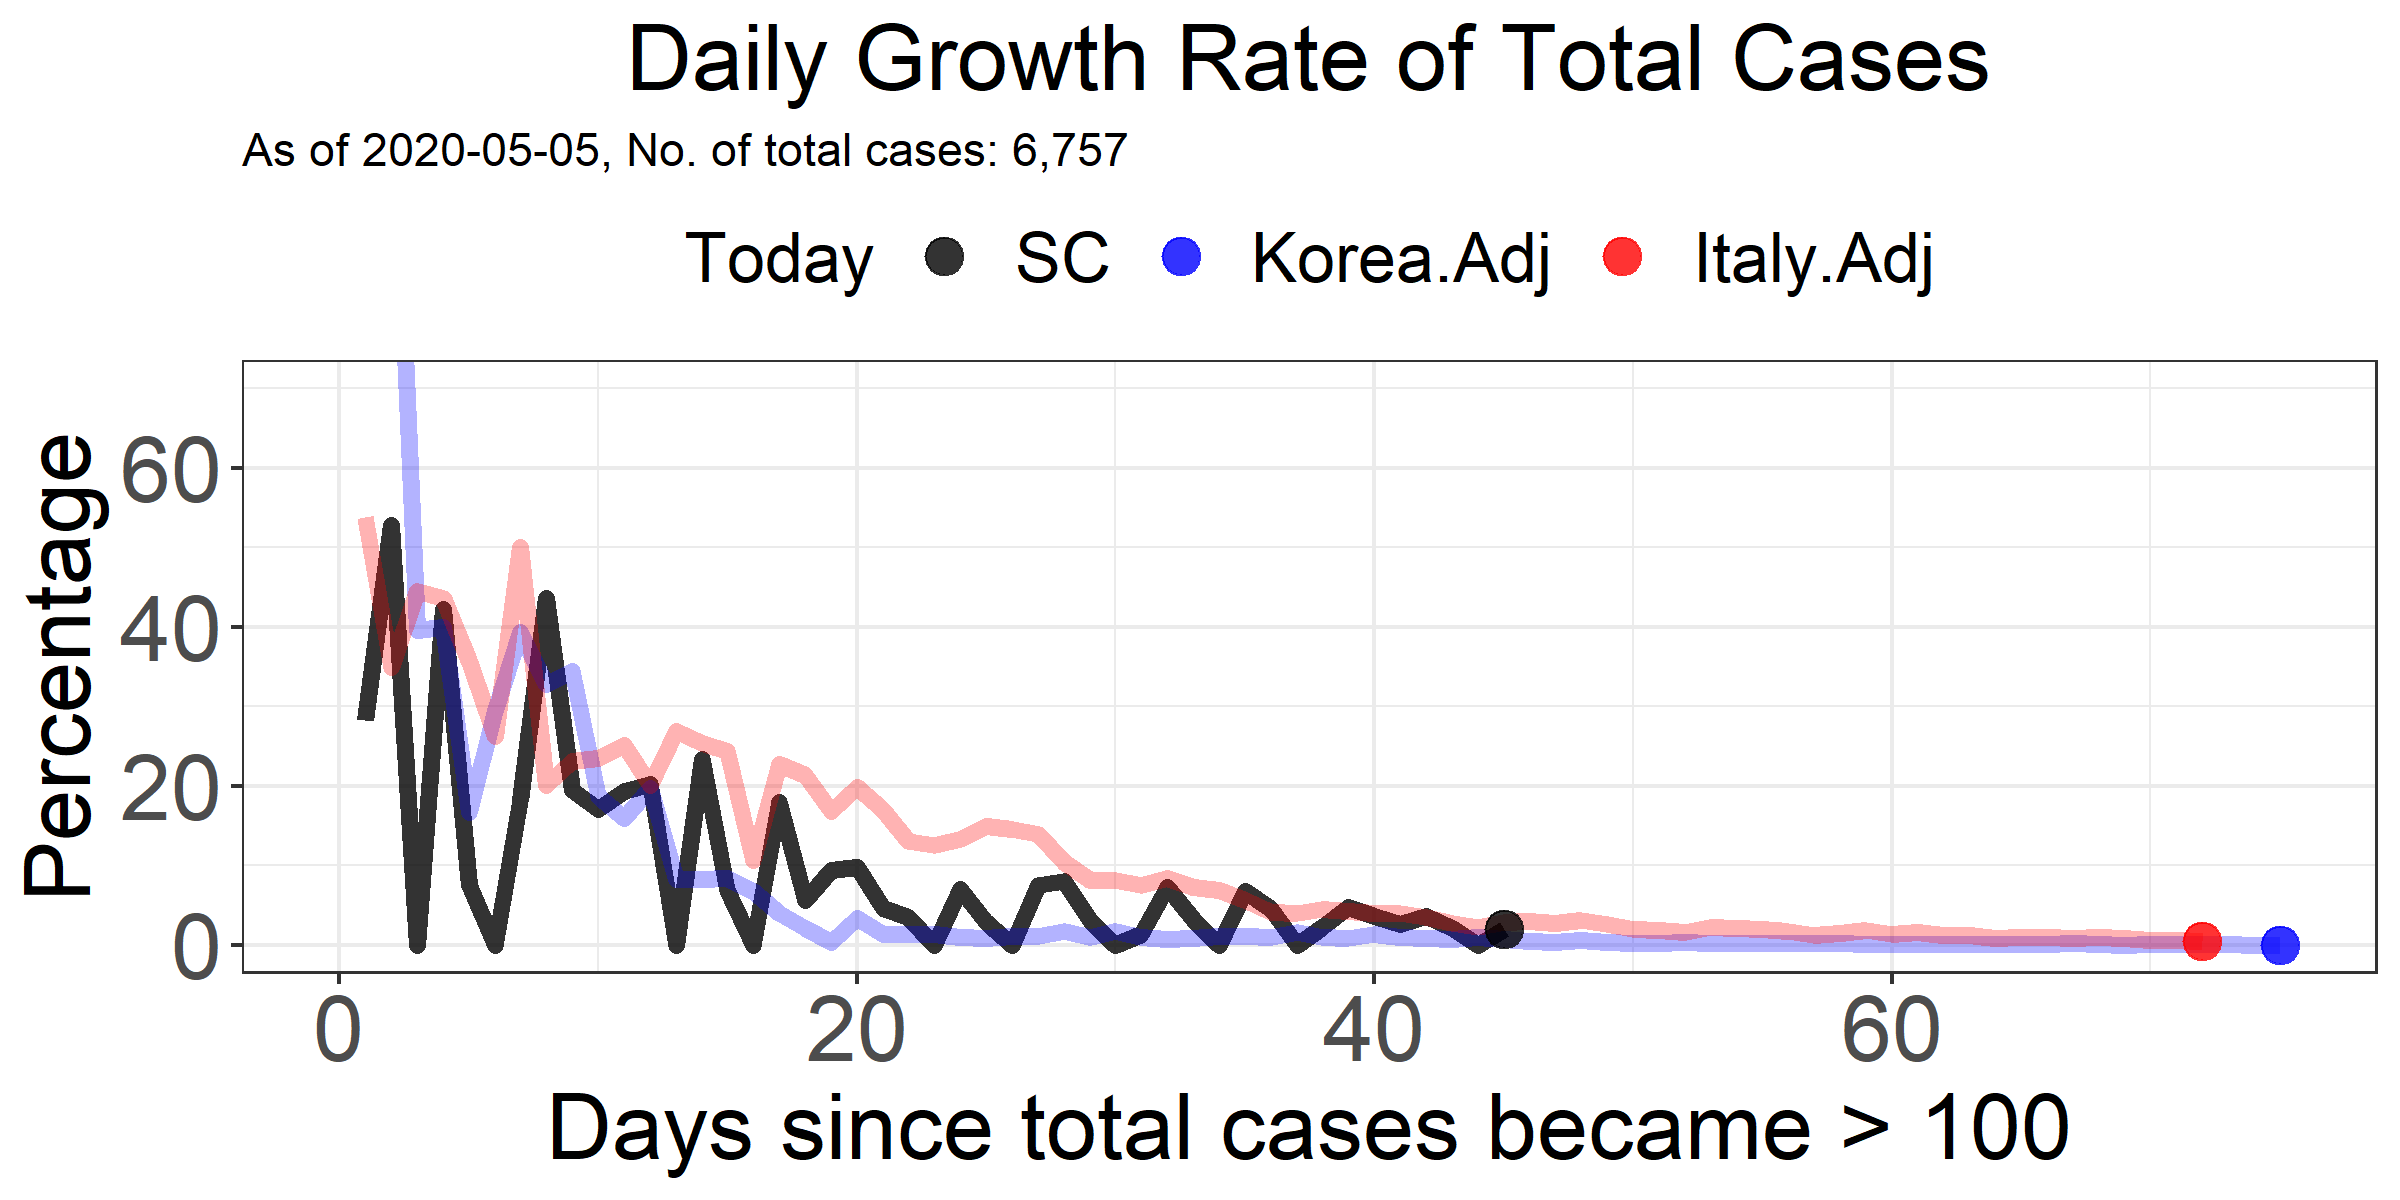 Daily Growth Rate of Total Cases
As of 2020-05-05, No. of total cases: 6,757
Today SC Korea.Adj Italy.Adj
Percentage
60
40
20
0
0 20 40 60
Days since total cases became > 100